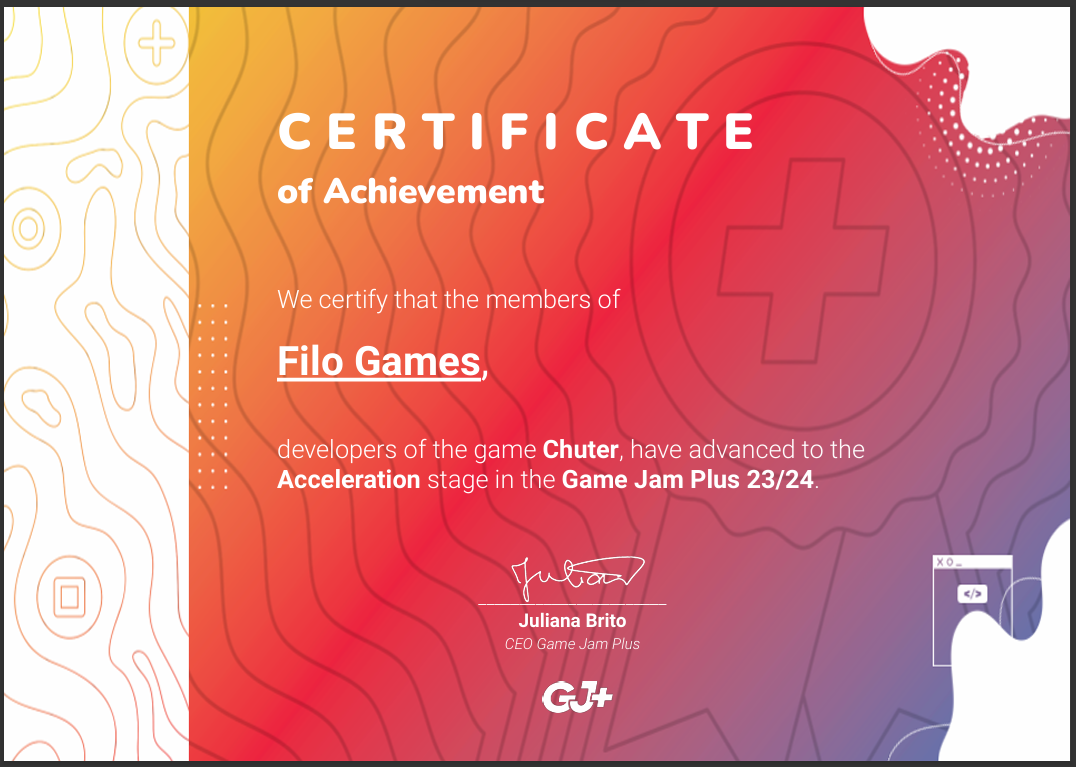 CERTIFICATE
of Achievement
We certify that the members of
Filo Games,
developers of the game Chuter, have advanced to the
Acceleration stage in the Game Jam Plus 23/24.
Juliana
Juliana Brito
CEO Game Jam Plus
GJ+
X O _
</>